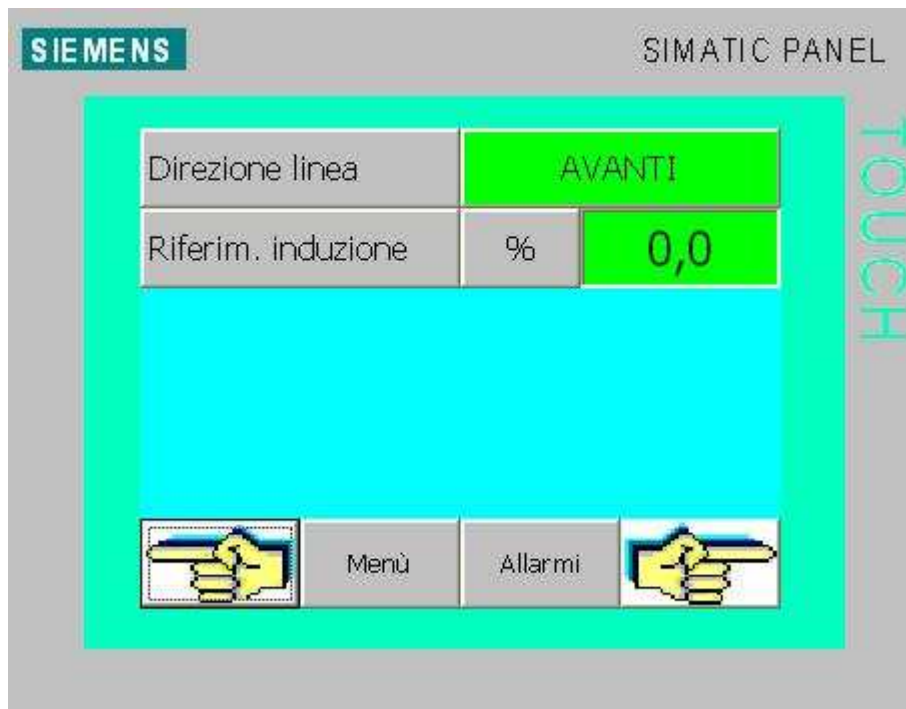 SIEMENS
SIMATIC PANEL
TOUCH
Direzione linea
AVANTI
Riferim. induzione
%
0,0
Menù
Allarmi